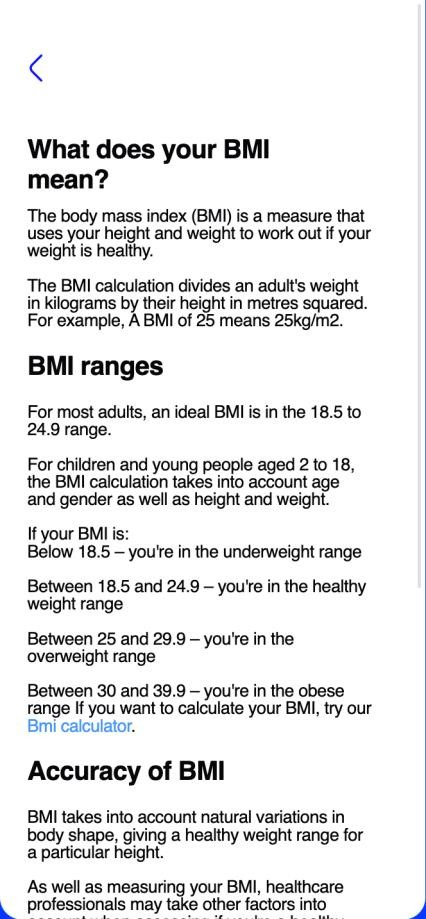 What does your BMI
mean?
The body mass index (BMI) is a measure that
uses your height and weight to work out if your
weight is healthy.
The BMI calculation divides an adult's weight
in kilograms by their height in metres squared.
For example, A BMI of 25 means 25kg/m2.
BMI ranges
For most adults, an ideal BMI is in the 18.5 to
24.9 range.
For children and young people aged 2 to 18,
the BMI calculation takes into account age
and gender as well as height and weight.
If your BMI is:
Below 18.5 – you're in the underweight range
Between 18.5 and 24.9 – you're in the healthy
weight range
Between 25 and 29.9 – you're in the
overweight range
Between 30 and 39.9 – you're in the obese
range If you want to calculate your BMI, try our
Bmi calculator.
Accuracy of BMI
BMI takes into account natural variations in
body shape, giving a healthy weight range for
a particular height.
As well as measuring your BMI, healthcare
professionals may take other factors into
account when assessing if you're a healthy